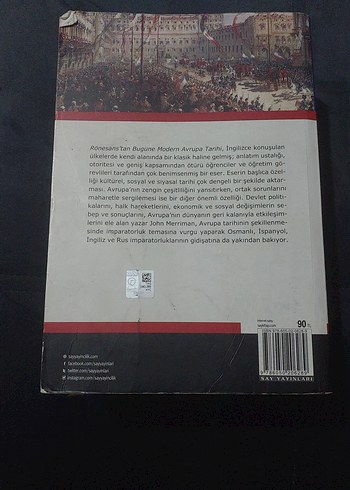 Rönesans'tan Bugüne Modern Avrupa Tarihi, İngilizce konuşulan
ülkelerde kendi alanında bir klasik haline gelmiş; anlatım ustalığı,
otoritesi ve geniş kapsamından ötürü öğrenciler ve öğretim gö-
revlileri tarafından çok benimsenmiş bir eser. Eserin başlıca özel-
liği kültürel, sosyal ve siyasal tarihi çok dengeli bir şekilde aktar-
ması. Avrupa'nın zengin çeşitliliğini yansıtırken, ortak sorunlarını
maharetle sergilemesi ise bir diğer önemli özelliği. Devlet politi-
kalarını, halk hareketlerini, ekonomik ve sosyal değişimlerin se-
bep ve sonuçlarını, Avrupa'nın dünyanın geri kalanıyla etkileşim-
lerini ele alan yazar John Merriman, Avrupa tarihinin şekillenme-
sinde imparatorluk temasına vurgu yaparak Osmanlı, İspanyol,
İngiliz ve Rus imparatorluklarının gidişatına da yakından bakıyor.
90 TL
sayyayincilik.com
facebook.com/sayyayinlari
twitter.com/sayyayinlari
instagram.com/sayyayincilik
SAY YAYINLARI